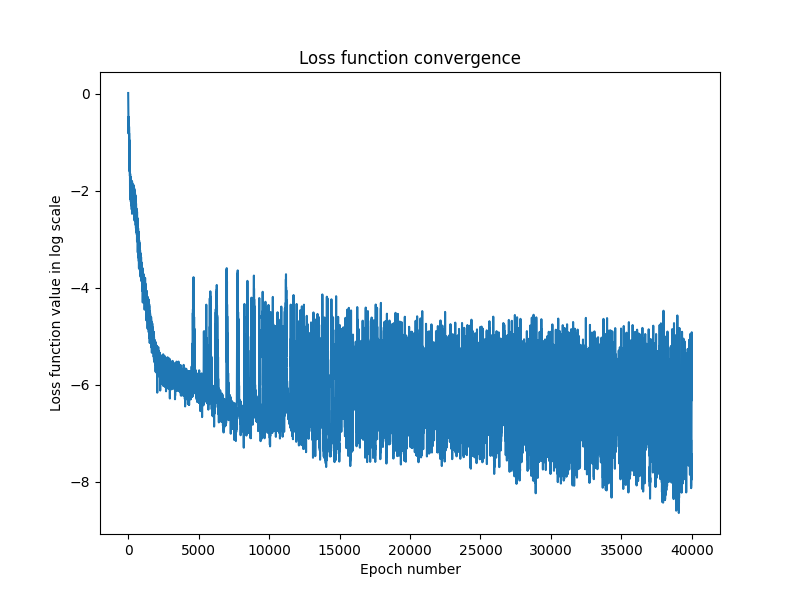 Loss function convergence
Loss function value in log scale
0
−2
−4
−6
−8
0 5000 10000 15000 20000 25000 30000 35000 40000
Epoch number